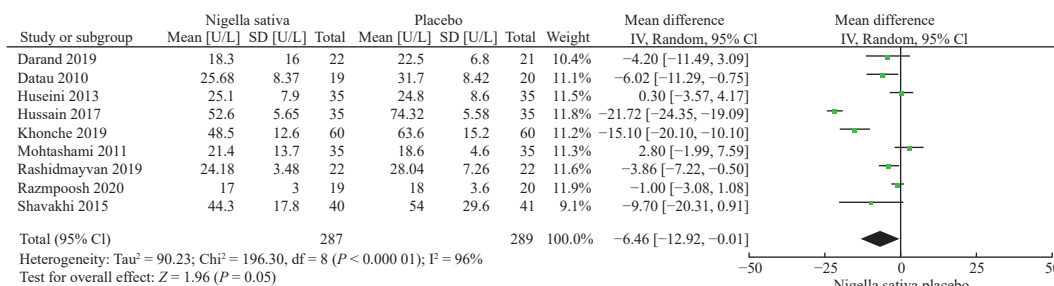 Nigella sativa Placebo Mean difference Mean difference
Study or subgroup Mean [U/L] SD [U/L] Total Mean [U/L] SD [U/L] Total Weight IV, Random, 95% Cl IV, Random, 95% Cl
Darand 2019 18.3 16 22 22.5 6.8 21 10.4% −4.20 [−11.49, 3.09]
Datau 2010 25.68 8.37 19 31.7 8.42 20 11.1% −6.02 [−11.29, −0.75]
Huseini 2013 25.1 7.9 35 24.8 8.6 35 11.5% 0.30 [−3.57, 4.17]
Hussain 2017 52.6 5.65 35 74.32 5.58 35 11.8% −21.72 [−24.35, −19.09]
Khonche 2019 48.5 12.6 60 63.6 15.2 60 11.2% −15.10 [−20.10, −10.10]
Mohtashami 2011 21.4 13.7 35 18.6 4.6 35 11.3% 2.80 [−1.99, 7.59]
Rashidmayvan 2019 24.18 3.48 22 28.04 7.26 22 11.6% −3.86 [−7.22, −0.50]
Razmpoosh 2020 17 3 19 18 3.6 20 11.9% −1.00 [−3.08, 1.08]
Shavakhi 2015 44.3 17.8 40 54 29.6 41 9.1% −9.70 [−20.31, 0.91]
Total (95% Cl) 287 289 100.0% −6.46 [−12.92, −0.01]
Heterogeneity: Tau² = 90.23; Chi² = 196.30, df = 8 (P < 0.000 01); I² = 96%
Test for overall effect: Z = 1.96 (P = 0.05)
−50 −25 0 25 50
Nigella sativa placebo